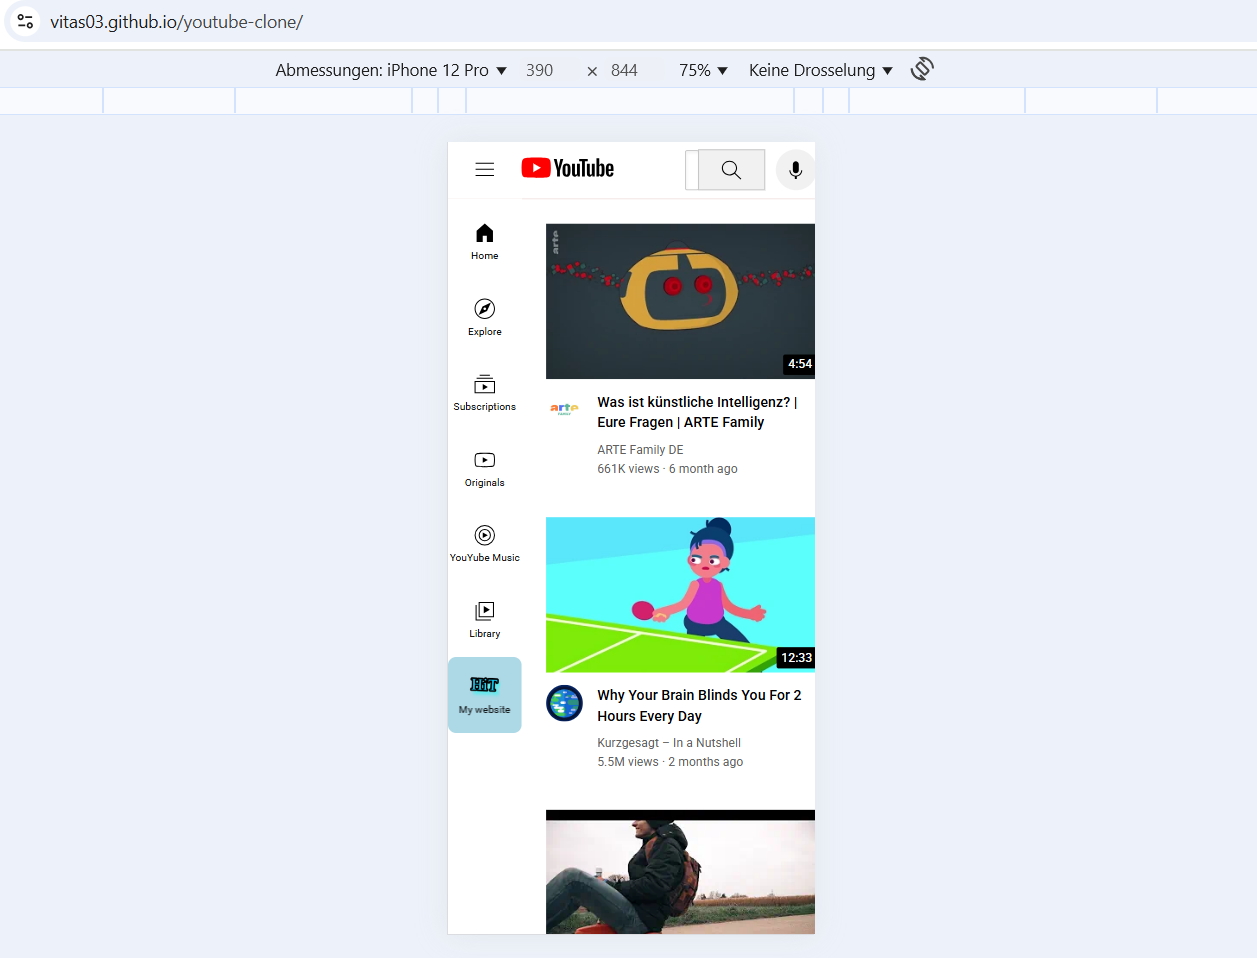 vitas03.github.io/youtube-clone/
Abmessungen: iPhone 12 Pro 390 × 844 75% Keine Drosselung
YouTube
Home
Explore
Subscriptions
Originals
YouYube Music
Library
HiT
My website
arte
4:54
arte
FAMILY
Was ist künstliche Intelligenz? |
Eure Fragen | ARTE Family
ARTE Family DE
661K views · 6 month ago
12:33
Why Your Brain Blinds You For 2
Hours Every Day
Kurzgesagt – In a Nutshell
5.5M views · 2 months ago